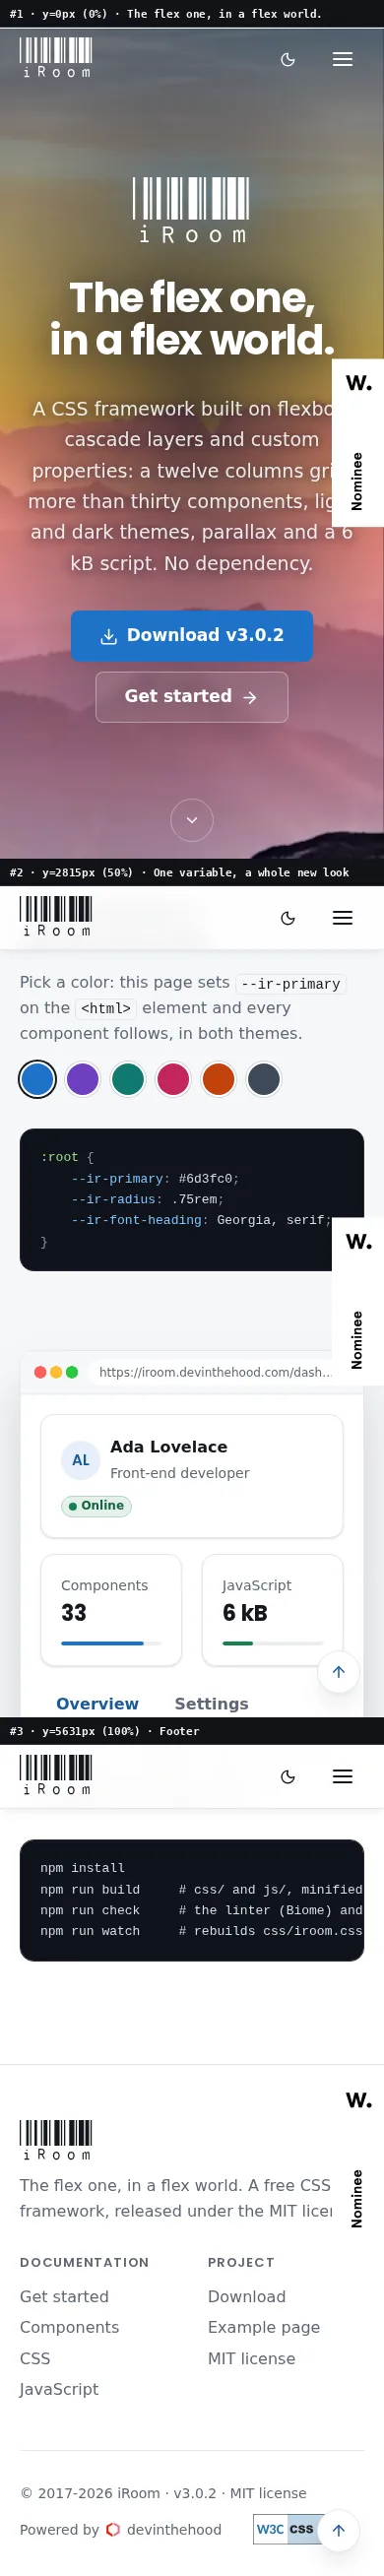 #1 · y=0px (0%) · The flex one, in a flex world.
iRoom
iRoom
The flex one,
in a flex world.
A CSS framework built on flexbo
cascade layers and custom
properties: a twelve columns gri
more than thirty components, lig
and dark themes, parallax and a 6
kB script. No dependency.
W.
Nominee
Download v3.0.2
Get started
#2 · y=2815px (50%) · One variable, a whole new look
iRoom
Pick a color: this page sets --ir-primary
on the <html> element and every
component follows, in both themes.
:root {
--ir-primary: #6d3fc0;
--ir-radius: .75rem;
--ir-font-heading: Georgia, serif;
}
W.
Nominee
https://iroom.devinthehood.com/dash...
AL
Ada Lovelace
Front-end developer
Online
Components
33
JavaScript
6 kB
Overview
Settings
#3 · y=5631px (100%) · Footer
iRoom
npm install
npm run build # css/ and js/, minified
npm run check # the linter (Biome) and
npm run watch # rebuilds css/iroom.css
W.
Nominee
iRoom
The flex one, in a flex world. A free CSS
framework, released under the MIT licen
DOCUMENTATION
Get started
Components
CSS
JavaScript
PROJECT
Download
Example page
MIT license
© 2017-2026 iRoom · v3.0.2 · MIT license
Powered by devinthehood
W3C css